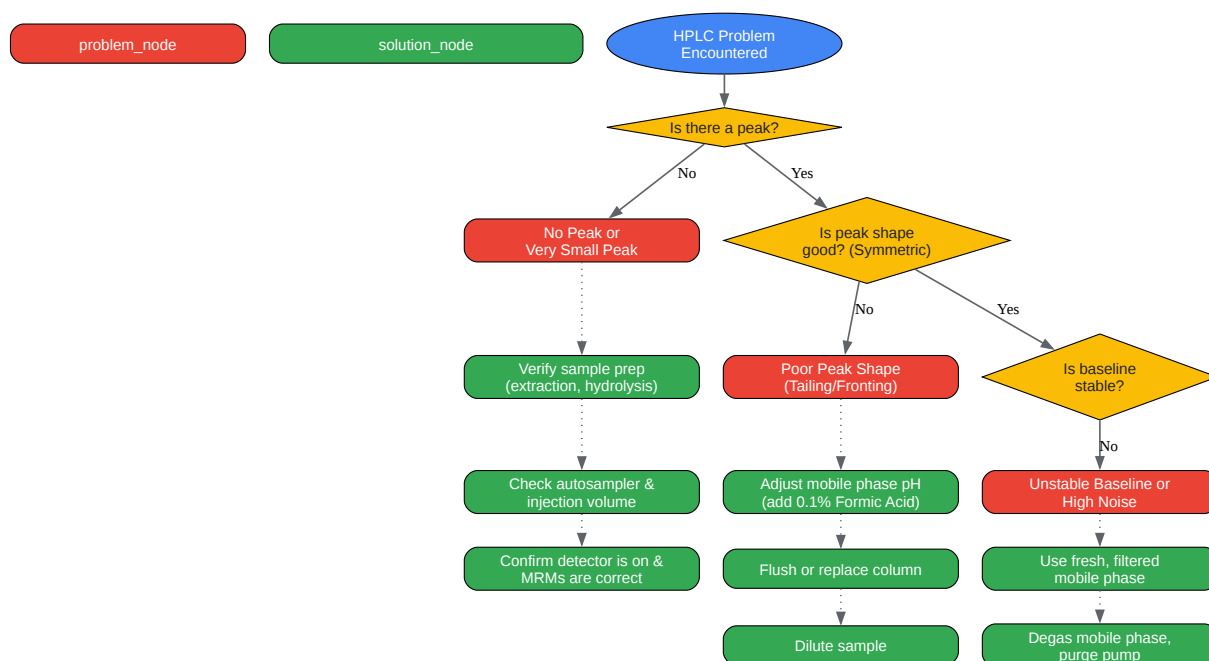 problem_node
solution_node
HPLC Problem
Encountered
Is there a peak?
No
Yes
No Peak or
Very Small Peak
Is peak shape
good? (Symmetric)
No
Yes
Verify sample prep
(extraction, hydrolysis)
Poor Peak Shape
(Tailing/Fronting)
Is baseline
stable?
No
Check autosampler &
injection volume
Adjust mobile phase pH
(add 0.1% Formic Acid)
Unstable Baseline or
High Noise
Confirm detector is on &
MRMs are correct
Flush or replace column
Use fresh, filtered
mobile phase
Dilute sample
Degas mobile phase,
purge pump